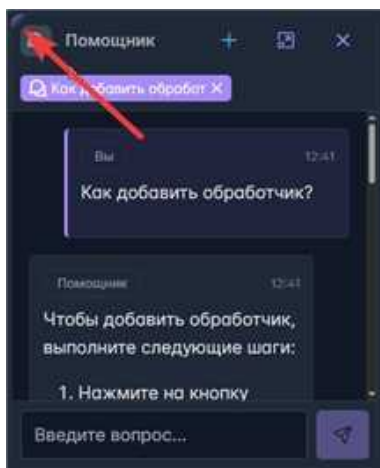 Помощник
Как добавить обработ
Вы 12:41
Как добавить обработчик?
Помощник 12:41
Чтобы добавить обработчик,
выполните следующие шаги:
1. Нажмите на кнопку
Введите вопрос...